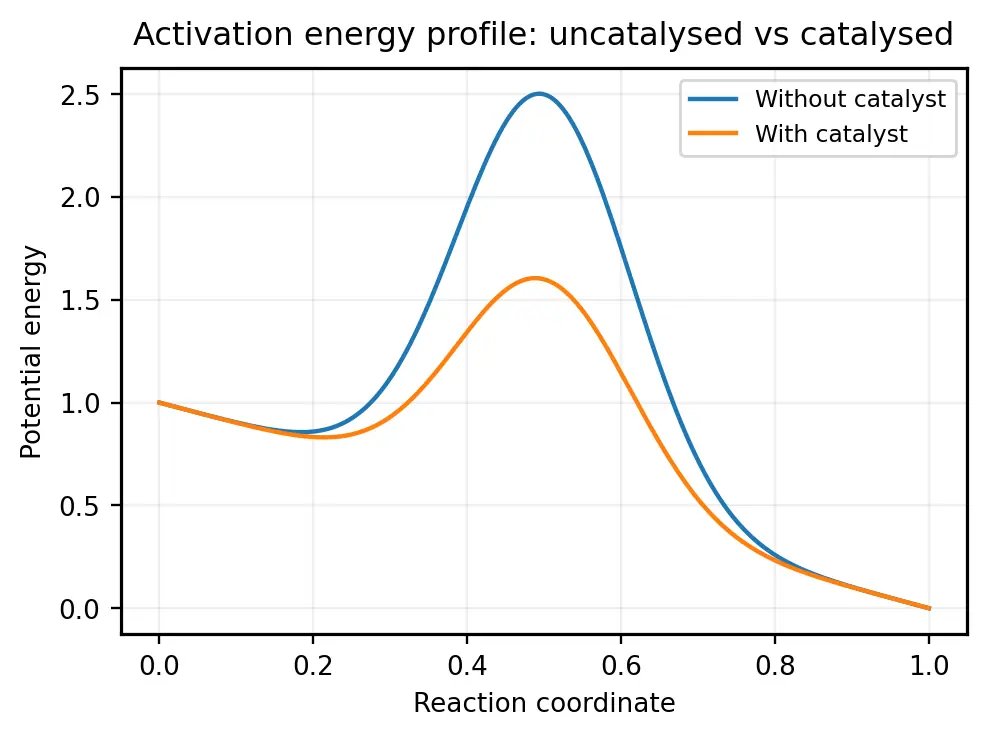 Activation energy profile: uncatalysed vs catalysed
Without catalyst
With catalyst
Potential energy
2.5
2.0
1.5
1.0
0.5
0.0
0.0 0.2 0.4 0.6 0.8 1.0
Reaction coordinate